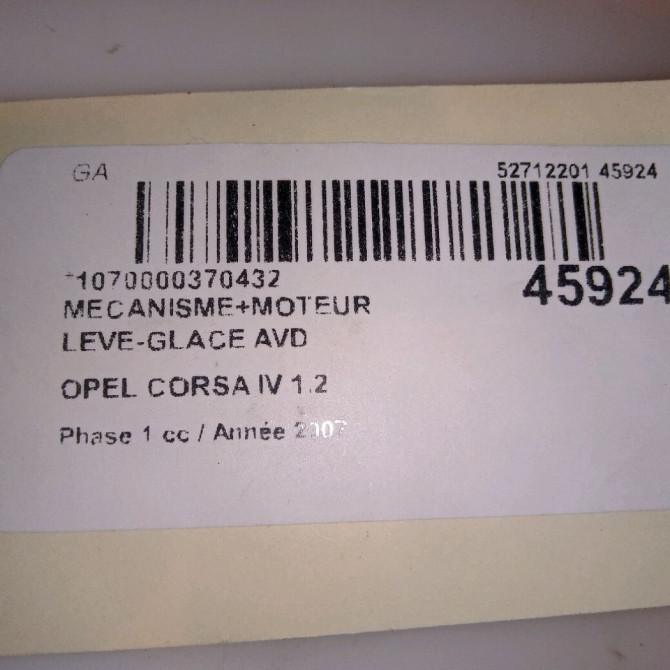 GA 52712201 45924
*1070000370432 45924
MECANISME+MOTEUR
LEVE-GLACE AVD
OPEL CORSA IV 1.2
Phase 1 cc / Année 2007